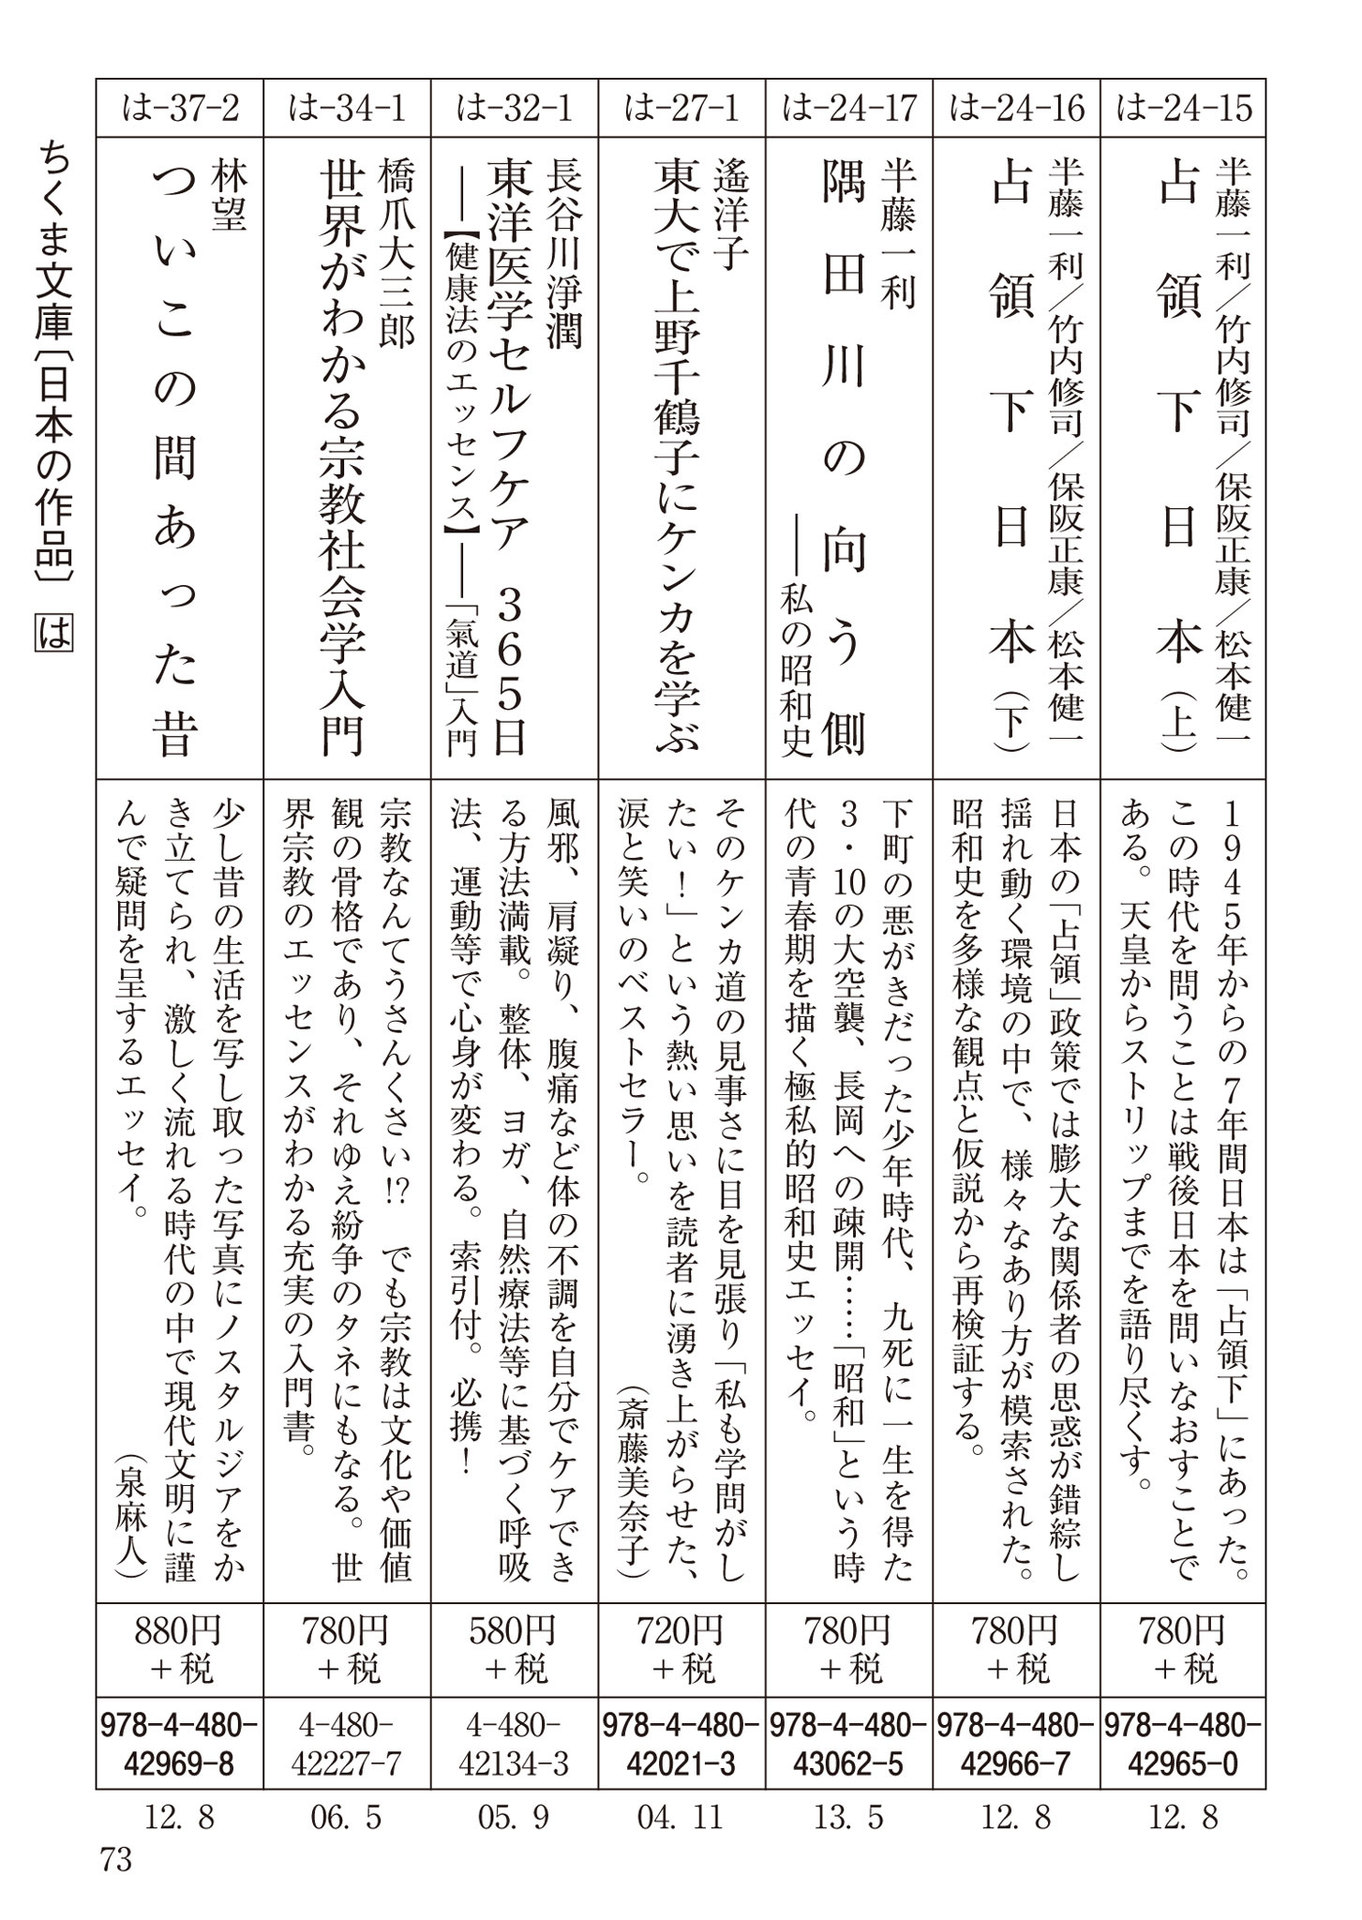 は-24-15
半藤一利／竹内修司／保阪正康／松本健一
占領下日本（上）
1945年からの7年間日本は「占領下」にあった。
この時代を問うことは戦後日本を問いなおすことで
ある。天皇からストリップまでを語り尽くす。
780円
+税
978-4-480-
42965-0
12. 8
は-24-16
半藤一利／竹内修司／保阪正康／松本健一
占領下日本（下）
日本の「占領」政策では膨大な関係者の思惑が錯綜し
揺れ動く環境の中で、様々なあり方が模索された。
昭和史を多様な観点と仮説から再検証する。
780円
+税
978-4-480-
42966-7
12. 8
は-24-17
半藤一利
隅田川の向う側
——私の昭和史
下町の悪がきだった少年時代、九死に一生を得た
3・10の大空襲、長岡への疎開……「昭和」という時
代の青春期を描く極私的昭和史エッセイ。
780円
+税
978-4-480-
43062-5
13. 5
は-27-1
遙洋子
東大で上野千鶴子にケンカを学ぶ
そのケンカ道の見事さに目を見張り「私も学問がし
たい！」という熱い思いを読者に湧き上がらせた、
涙と笑いのベストセラー。
（斎藤美奈子）
720円
+税
978-4-480-
42021-3
04. 11
は-32-1
長谷川淨潤
東洋医学セルフケア 365日
——【健康法のエッセンス】——「氣道」入門
風邪、肩凝り、腹痛など体の不調を自分でケアでき
る方法満載。整体、ヨガ、自然療法等に基づく呼吸
法、運動等で心身が変わる。索引付。必携！
580円
+税
4-480-
42134-3
05. 9
は-34-1
橋爪大三郎
世界がわかる宗教社会学入門
宗教なんてうさんくさい!? でも宗教は文化や価値
観の骨格であり、それゆえ紛争のタネにもなる。世
界宗教のエッセンスがわかる充実の入門書。
780円
+税
4-480-
42227-7
06. 5
は-37-2
林望
ついこの間あった昔
少し昔の生活を写し取った写真にノスタルジアをか
き立てられ、激しく流れる時代の中で現代文明に謹
んで疑問を呈するエッセイ。
（泉麻人）
880円
+税
978-4-480-
42969-8
12. 8
ちくま文庫〔日本の作品〕 は
73